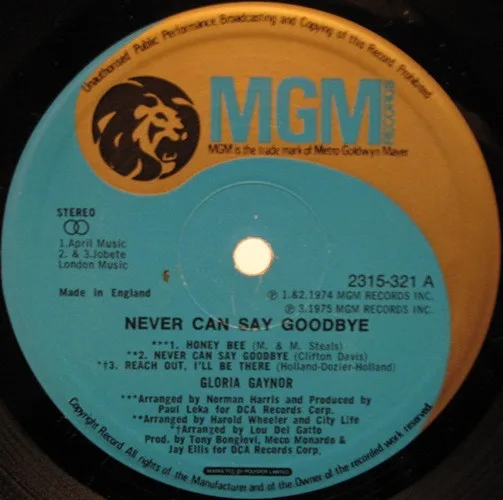 Unauthorised Public Performance Broadcasting and Copying of this Record Prohibited
MGM
RECORDS
MGM is the trade mark of Metro-Goldwyn Mayer
STEREO
1.April Music
2. & 3.Jobete
London Music
Made in England
2315-321 A
℗ 1.&2.1974 MGM RECORDS INC.
℗ 3.1975 MGM RECORDS INC.
NEVER CAN SAY GOODBYE
***1. HONEY BEE (M. & M. Steals)
**2. NEVER CAN SAY GOODBYE (Clifton Davis)
*†3. REACH OUT, I'LL BE THERE (Holland-Dozier-Holland)
GLORIA GAYNOR
***Arranged by Norman Harris and Produced by
Paul Leka for DCA Records Corp.
**Arranged by Harold Wheeler and City Life
*†Arranged by Lou Del Gatto
Prod. by Tony Bongiovi, Meco Monardo &
Jay Ellis for DCA Records Corp.
Copyright Record All rights of the Manufacturer and of the Owner of the recorded work reserved
MARKETED BY POLYDOR LIMITED